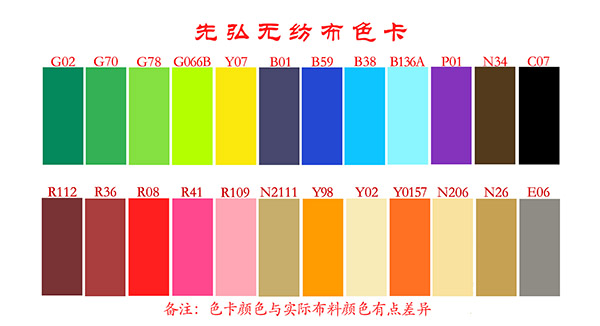 先弘无纺布色卡
G02 G70 G78 G066B Y07 B01 B59 B38 B136A P01 N34 C07
R112 R36 R08 R41 R109 N2111 Y98 Y02 Y0157 N206 N26 E06
备注：色卡颜色与实际布料颜色有点差异